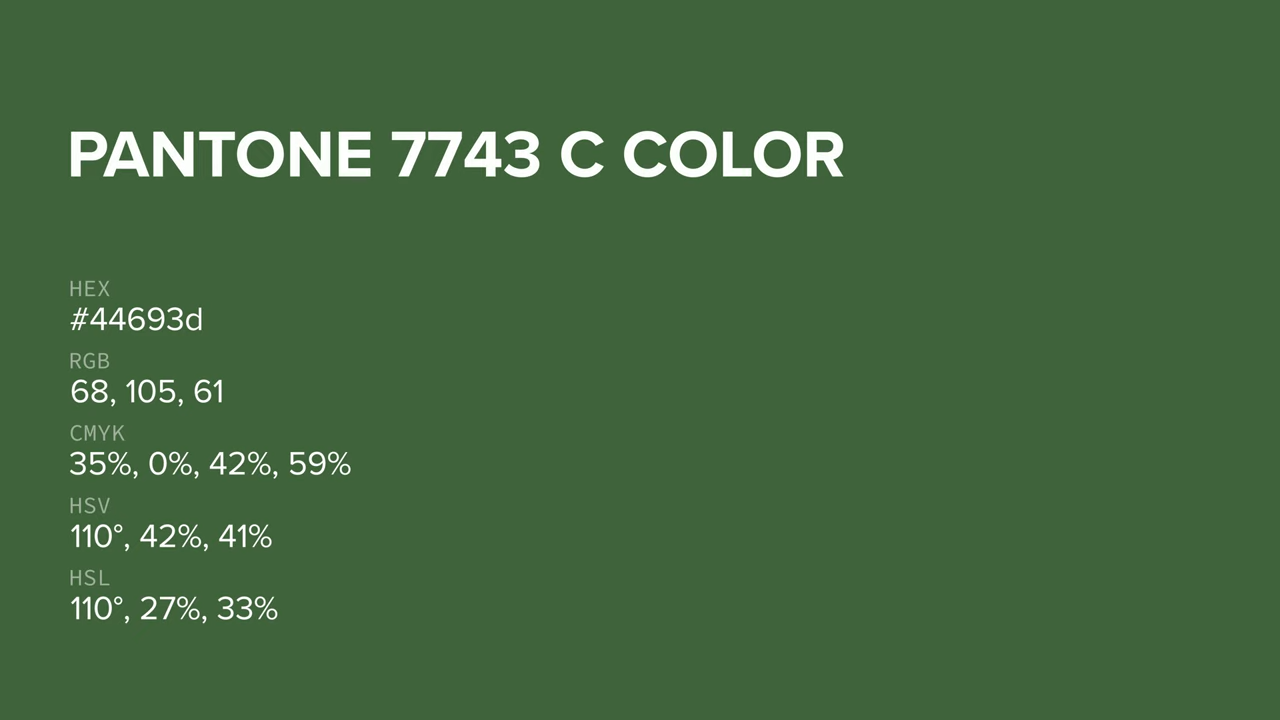 PANTONE 7743 C COLOR
HEX
#44693d
RGB
68, 105, 61
CMYK
35%, 0%, 42%, 59%
HSV
110°, 42%, 41%
HSL
110°, 27%, 33%